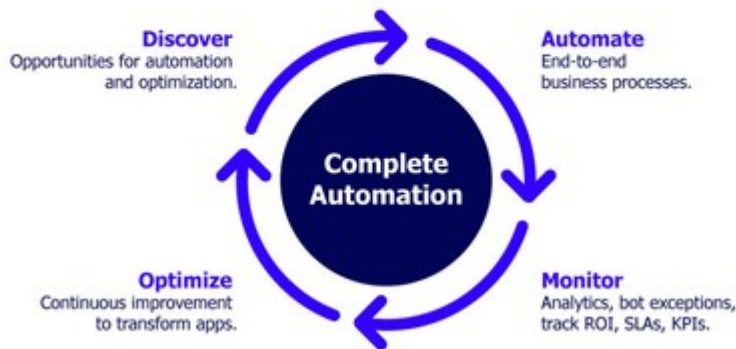 Discover
Opportunities for automation
and optimization.
Automate
End-to-end
business processes.
Complete
Automation
Optimize
Continuous improvement
to transform apps.
Monitor
Analytics, bot exceptions,
track ROI, SLAs, KPIs.